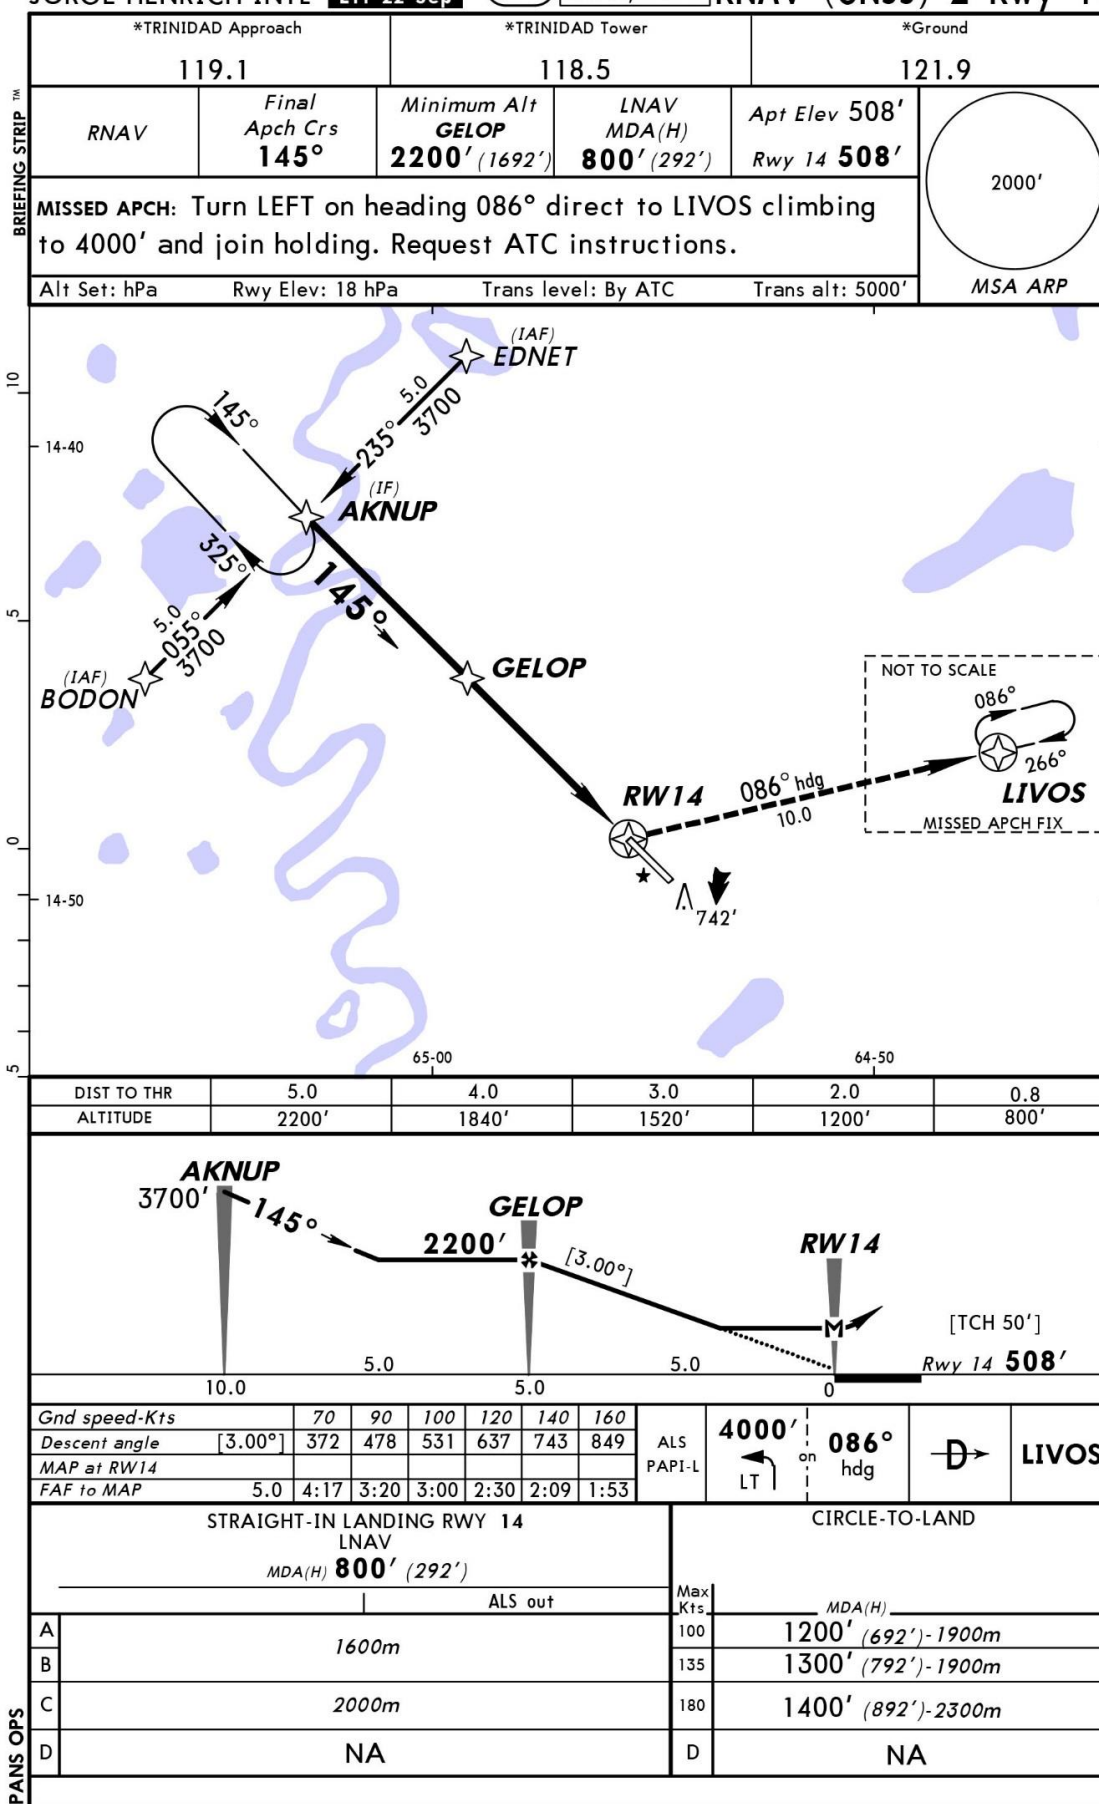 JORGE HENRICH INTL Eff 22 Sep RNAV (GNSS) Z Rwy 14
*TRINIDAD Approach *TRINIDAD Tower *Ground
119.1 118.5 121.9
BRIEFING STRIP ™
RNAV
Final
Apch Crs
145°
Minimum Alt
GELOP
2200' (1692')
LNAV
MDA(H)
800' (292')
Apt Elev 508'
Rwy 14 508'
2000'
MSA ARP
MISSED APCH: Turn LEFT on heading 086° direct to LIVOS climbing
to 4000' and join holding. Request ATC instructions.
Alt Set: hPa Rwy Elev: 18 hPa Trans level: By ATC Trans alt: 5000'
(IAF)
EDNET
5.0
235°
3700
10
145°
14-40
(IF)
AKNUP
325°
145°
5
5.0
055°
3700
(IAF)
BODON
GELOP
NOT TO SCALE
086°
266°
LIVOS
MISSED APCH FIX
RW14
086° hdg
10.0
0
14-50
742'
5
65-00 64-50
DIST TO THR 5.0 4.0 3.0 2.0 0.8
ALTITUDE 2200' 1840' 1520' 1200' 800'
AKNUP
3700'
145°
GELOP
2200'
[3.00°]
RW14
M
[TCH 50']
5.0 5.0 Rwy 14 508'
10.0 5.0 0
Gnd speed-Kts 70 90 100 120 140 160
Descent angle [3.00°] 372 478 531 637 743 849
MAP at RW14
FAF to MAP 5.0 4:17 3:20 3:00 2:30 2:09 1:53
ALS
PAPI-L
4000'
LT
on
086°
hdg
D
LIVOS
STRAIGHT-IN LANDING RWY 14
LNAV
MDA(H) 800' (292')
ALS out
CIRCLE-TO-LAND
Max
Kts
MDA(H)
A
B
1600m
C 2000m
D NA
100 1200' (692')-1900m
135 1300' (792')-1900m
180 1400' (892')-2300m
D NA
PANS OPS